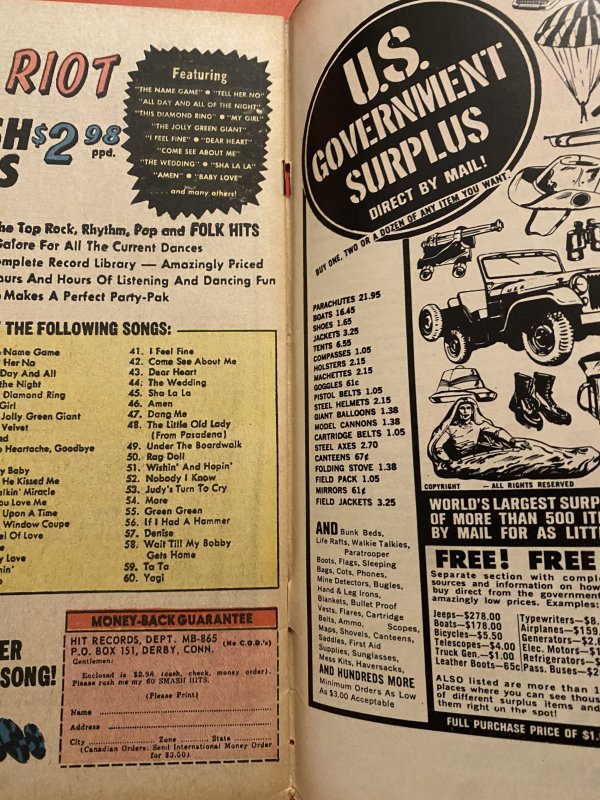 RIOT
Featuring
"THE NAME GAME" ● "TELL HER NO"
"ALL DAY AND ALL OF THE NIGHT"
"THIS DIAMOND RING" ● "MY GIRL"
"THE JOLLY GREEN GIANT"
"I FEEL FINE" ● "DEAR HEART"
"COME SEE ABOUT ME"
"THE WEDDING" ● "SHA LA LA"
"AMEN" ● "BABY LOVE"
. . . . and many others!
$2 98
ppd.
the Top Rock, Rhythm, Pop and FOLK HITS
Galore For All The Current Dances
omplete Record Library — Amazingly Priced
ours And Hours Of Listening And Dancing Fun
Makes A Perfect Party-Pak
THE FOLLOWING SONGS:
Name Game
Her No
Day And All
the Night
Diamond Ring
Girl
Jolly Green Giant
Velvet
Heartache, Goodbye
Baby
He Kissed Me
alkin' Miracle
ou Love Me
Upon A Time
Window Coupe
el Of Love
Love
41. I Feel Fine
42. Come See About Me
43. Dear Heart
44. The Wedding
45. Sha La La
46. Amen
47. Dang Me
48. The Little Old Lady
(From Pasadena)
49. Under The Boardwalk
50. Rag Doll
51. Wishin' And Hopin'
52. Nobody I Know
53. Judy's Turn To Cry
54. More
55. Green Green
56. If I Had A Hammer
57. Denise
58. Wait Till My Bobby
Gets Home
59. Ta Ta
60. Yogi
ER
SONG!
MONEY-BACK GUARANTEE
HIT RECORDS, DEPT. MB-865 (No C.O.D.'s)
P.O. BOX 151, DERBY, CONN.
Gentlemen:
Enclosed is $2.98 (cash, check, money order).
Please rush me my 60 SMASH HITS.
(Please Print)
Name
Address
City Zone State
(Canadian Orders: Send International Money Order
for $3.50)
U.S.
GOVERNMENT
SURPLUS
DIRECT BY MAIL!
BUY ONE, TWO OR A DOZEN OF ANY ITEM YOU WANT.
PARACHUTES 21.95
BOATS 16.45
SHOES 1.65
JACKETS 3.25
TENTS 6.55
COMPASSES 1.05
HOLSTERS 2.15
MACHETTES 2.15
GOGGLES 61¢
PISTOL BELTS 1.05
STEEL HELMETS 2.15
GIANT BALLOONS 1.38
MODEL CANNONS 1.38
CARTRIDGE BELTS 1.05
STEEL AXES 2.70
CANTEENS 67¢
FOLDING STOVE 1.38
FIELD PACK 1.05
MIRRORS 61¢
FIELD JACKETS 3.25
AND Bunk Beds,
Life Rafts, Walkie Talkies,
Paratrooper
Boots, Flags, Sleeping
Bags, Cots, Phones,
Mine Detectors, Bugles,
Hand & Leg Irons,
Blankets, Bullet Proof
Vests, Flares, Cartridge
Belts, Ammo, Scopes,
Maps, Shovels, Canteens,
Saddles, First Aid
Supplies, Sunglasses,
Mess Kits, Haversacks,
AND HUNDREDS MORE
Minimum Orders As Low
As $3.00 Acceptable
COPYRIGHT — ALL RIGHTS RESERVED
WORLD'S LARGEST SURP
OF MORE THAN 500 IT
BY MAIL FOR AS LITT
FREE! FREE
Separate section with compl
sources and information on how
buy direct from the government
amazingly low prices. Examples:
Jeeps—$278.00
Boats—$178.00
Bicycles—$5.50
Telescopes—$4.00
Truck Gen.—$1.00
Leather Boots—65c
Typewriters—$8.
Airplanes—$159.
Generators—$2.
Elec. Motors—$1
Refrigerators—$
Pass. Buses—$2
ALSO listed are more than 1
places where you can see thous
of different surplus items and
them right on the spot!
FULL PURCHASE PRICE OF $1.